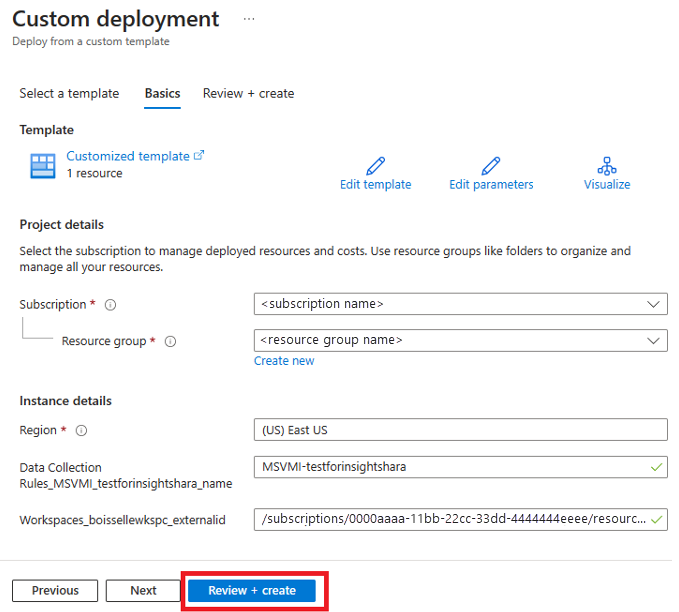 Custom deployment ...
Deploy from a custom template
Select a template Basics Review + create
Template
Customized template
1 resource
Edit template Edit parameters Visualize
Project details
Select the subscription to manage deployed resources and costs. Use resource groups like folders to organize and
manage all your resources.
Subscription * <subscription name>
Resource group * <resource group name>
Create new
Instance details
Region * (US) East US
Data Collection MSVMI-testforinsightshara
Rules_MSVMI_testforinsightshara_name
Workspaces_boissellewkspc_externalid /subscriptions/0000aaaa-11bb-22cc-33dd-4444444eeee/resourc...
Previous Next Review + create